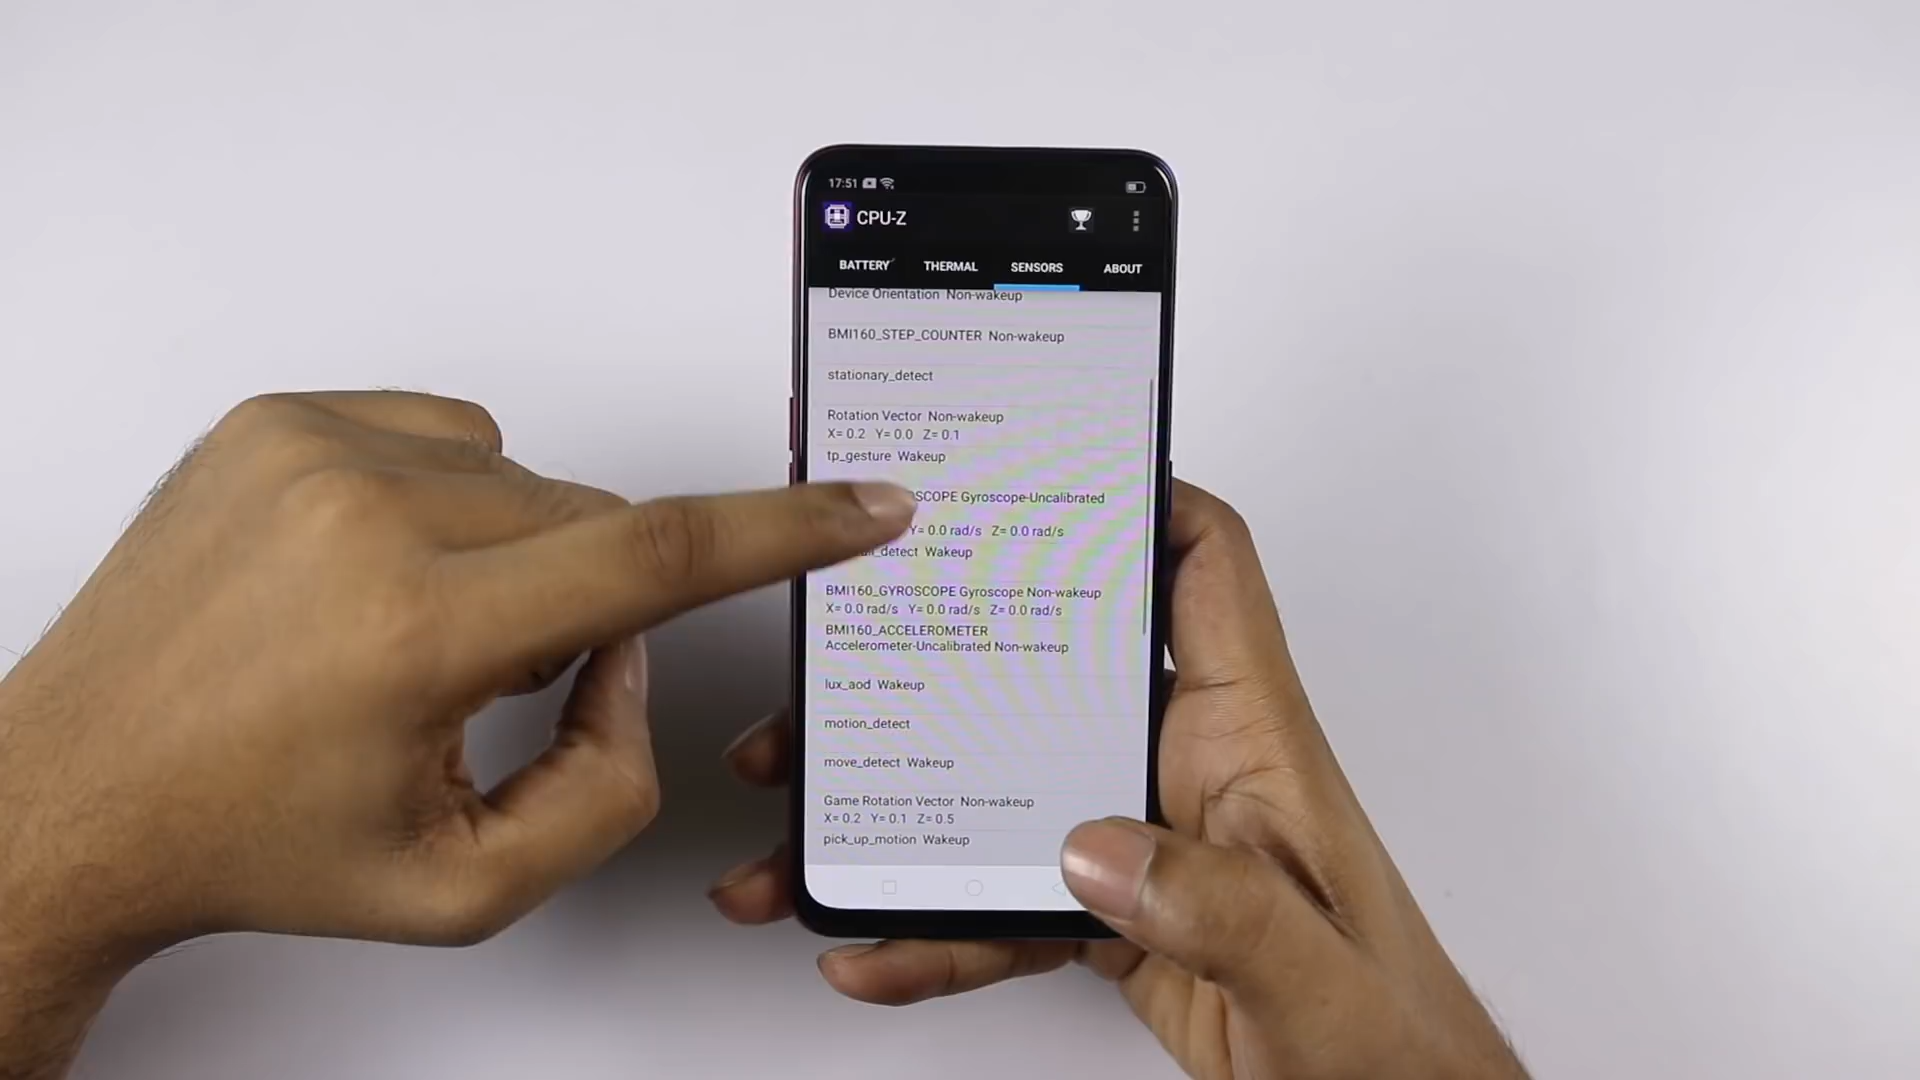 17:51
CPU-Z
BATTERY THERMAL SENSORS ABOUT
Device Orientation Non-wakeup
BMI160_STEP_COUNTER Non-wakeup
stationary_detect
Rotation Vector Non-wakeup
X= 0.2 Y= 0.0 Z= 0.1
tp_gesture Wakeup
Gyroscope-Uncalibrated
Y= 0.0 rad/s Z= 0.0 rad/s
Wakeup
BMI160_GYROSCOPE Gyroscope Non-wakeup
X= 0.0 rad/s Y= 0.0 rad/s Z= 0.0 rad/s
BMI160_ACCELEROMETER
Accelerometer-Uncalibrated Non-wakeup
lux_aod Wakeup
motion_detect
move_detect Wakeup
Game Rotation Vector Non-wakeup
X= 0.2 Y= 0.1 Z= 0.5
pick_up_motion Wakeup